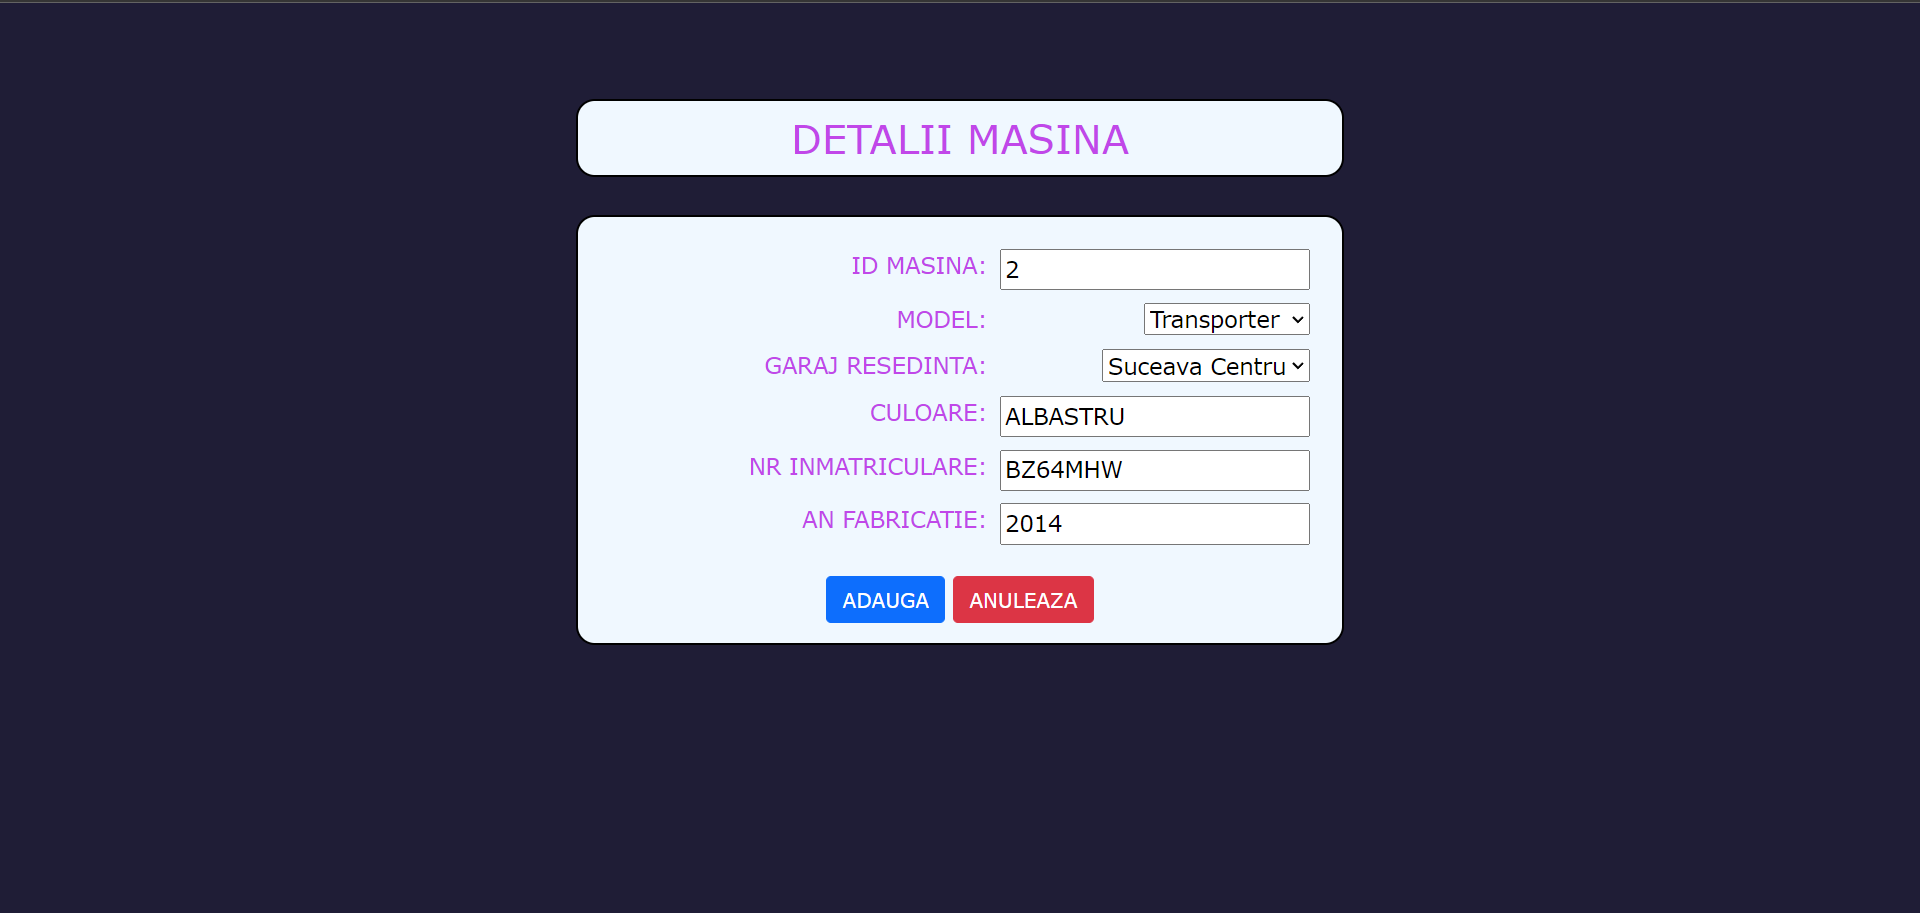 DETALII MASINA
ID MASINA: 2
MODEL: Transporter
GARAJ RESEDINTA: Suceava Centru
CULOARE: ALBASTRU
NR INMATRICULARE: BZ64MHW
AN FABRICATIE: 2014
ADAUGA ANULEAZA